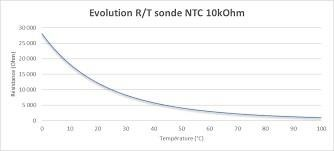 Evolution R/T sonde NTC 10kOhm
Résistance (Ohm)
30 000
25 000
20 000
15 000
10 000
5 000
0
0 10 20 30 40 50 60 70 80 90 100
Température (°C)